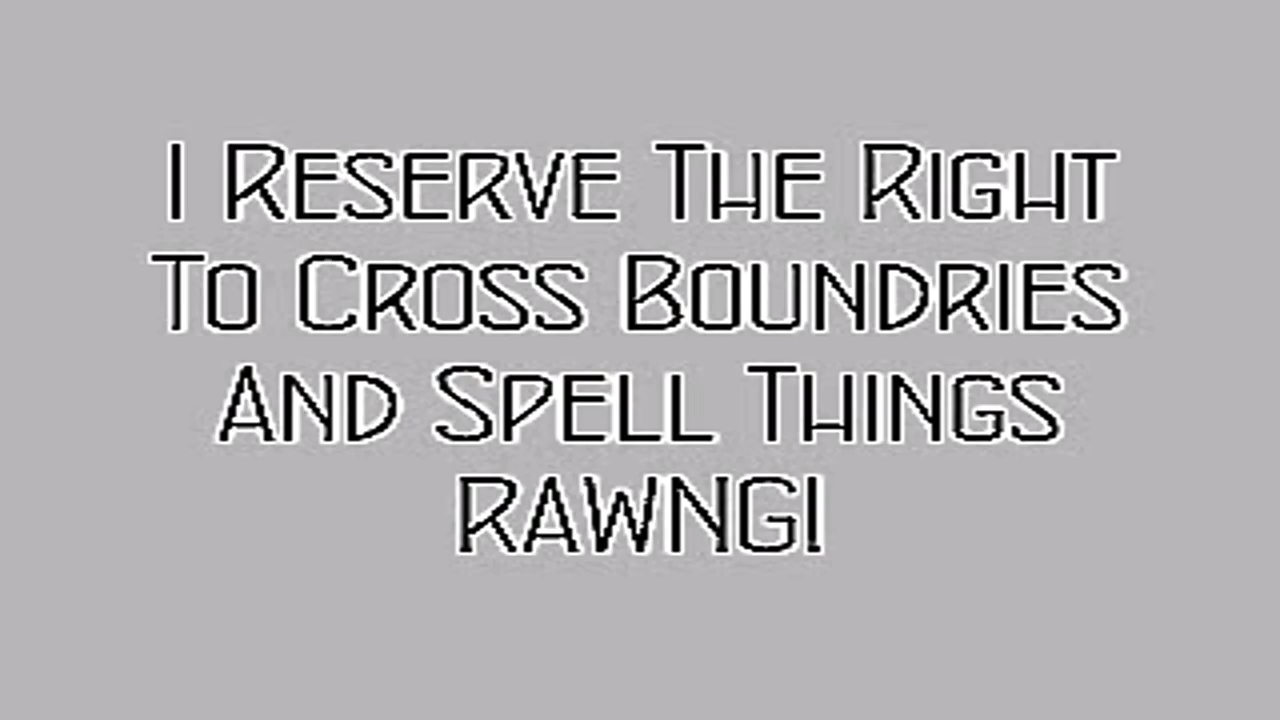 I Reserve The Right
To Cross Boundries
And Spell Things
RAWNG!